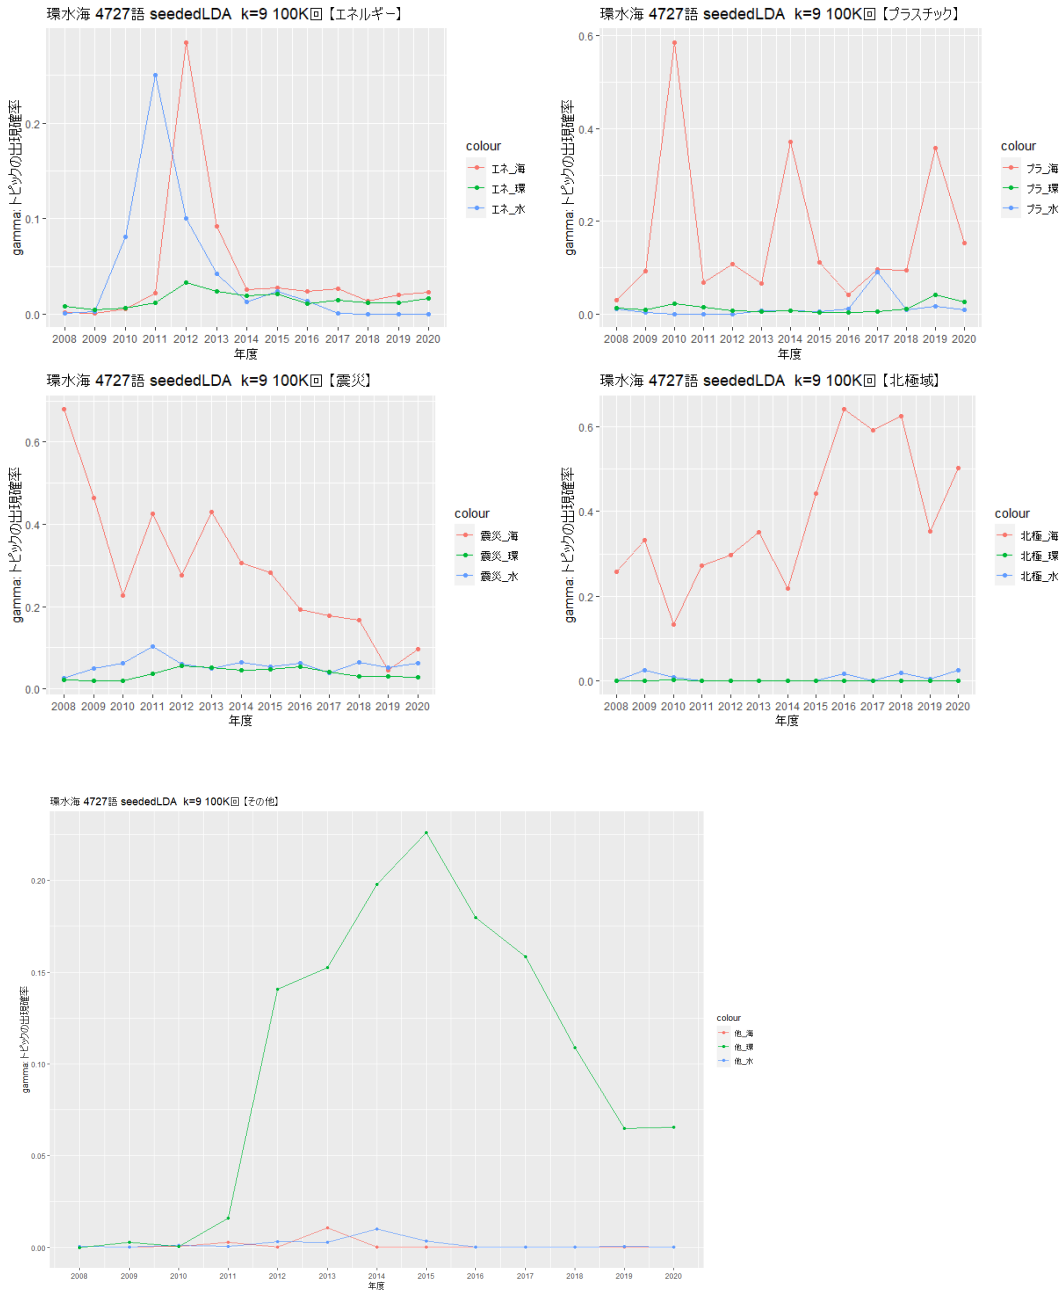 環水海 4727語 seededLDA k=9 100K回【エネルギー】
gamma: トピックの出現確率
0.2
0.1
0.0
2008 2009 2010 2011 2012 2013 2014 2015 2016 2017 2018 2019 2020
年度
colour
エネ_海
エネ_環
エネ_水
環水海 4727語 seededLDA k=9 100K回【プラスチック】
gamma: トピックの出現確率
0.6
0.4
0.2
0.0
2008 2009 2010 2011 2012 2013 2014 2015 2016 2017 2018 2019 2020
年度
colour
プラ_海
プラ_環
プラ_水
環水海 4727語 seededLDA k=9 100K回【震災】
gamma: トピックの出現確率
0.6
0.4
0.2
0.0
2008 2009 2010 2011 2012 2013 2014 2015 2016 2017 2018 2019 2020
年度
colour
震災_海
震災_環
震災_水
環水海 4727語 seededLDA k=9 100K回【北極域】
gamma: トピックの出現確率
0.6
0.4
0.2
0.0
2008 2009 2010 2011 2012 2013 2014 2015 2016 2017 2018 2019 2020
年度
colour
北極_海
北極_環
北極_水
環水海 4727語 seededLDA k=9 100K回【その他】
gamma: トピックの出現確率
0.20
0.15
0.10
0.05
0.00
2008 2009 2010 2011 2012 2013 2014 2015 2016 2017 2018 2019 2020
年度
colour
他_海
他_環
他_水